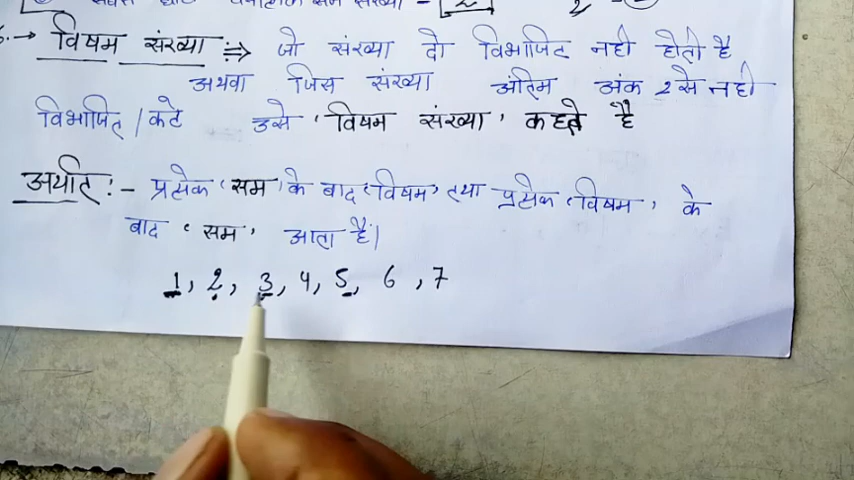 संख्या - 2
6.→ विषम संख्या ⇒ जो संख्या दो विभाजित नही होती है
अथवा जिस संख्या अंतिम अंक 2 से नही
विभाजित/कटे उसे 'विषम संख्या' कहते है
अर्थात :- प्रत्येक 'सम' के बाद 'विषम' तथा प्रत्येक 'विषम' के
बाद 'सम' आता है।
1, 2, 3, 4, 5, 6, 7